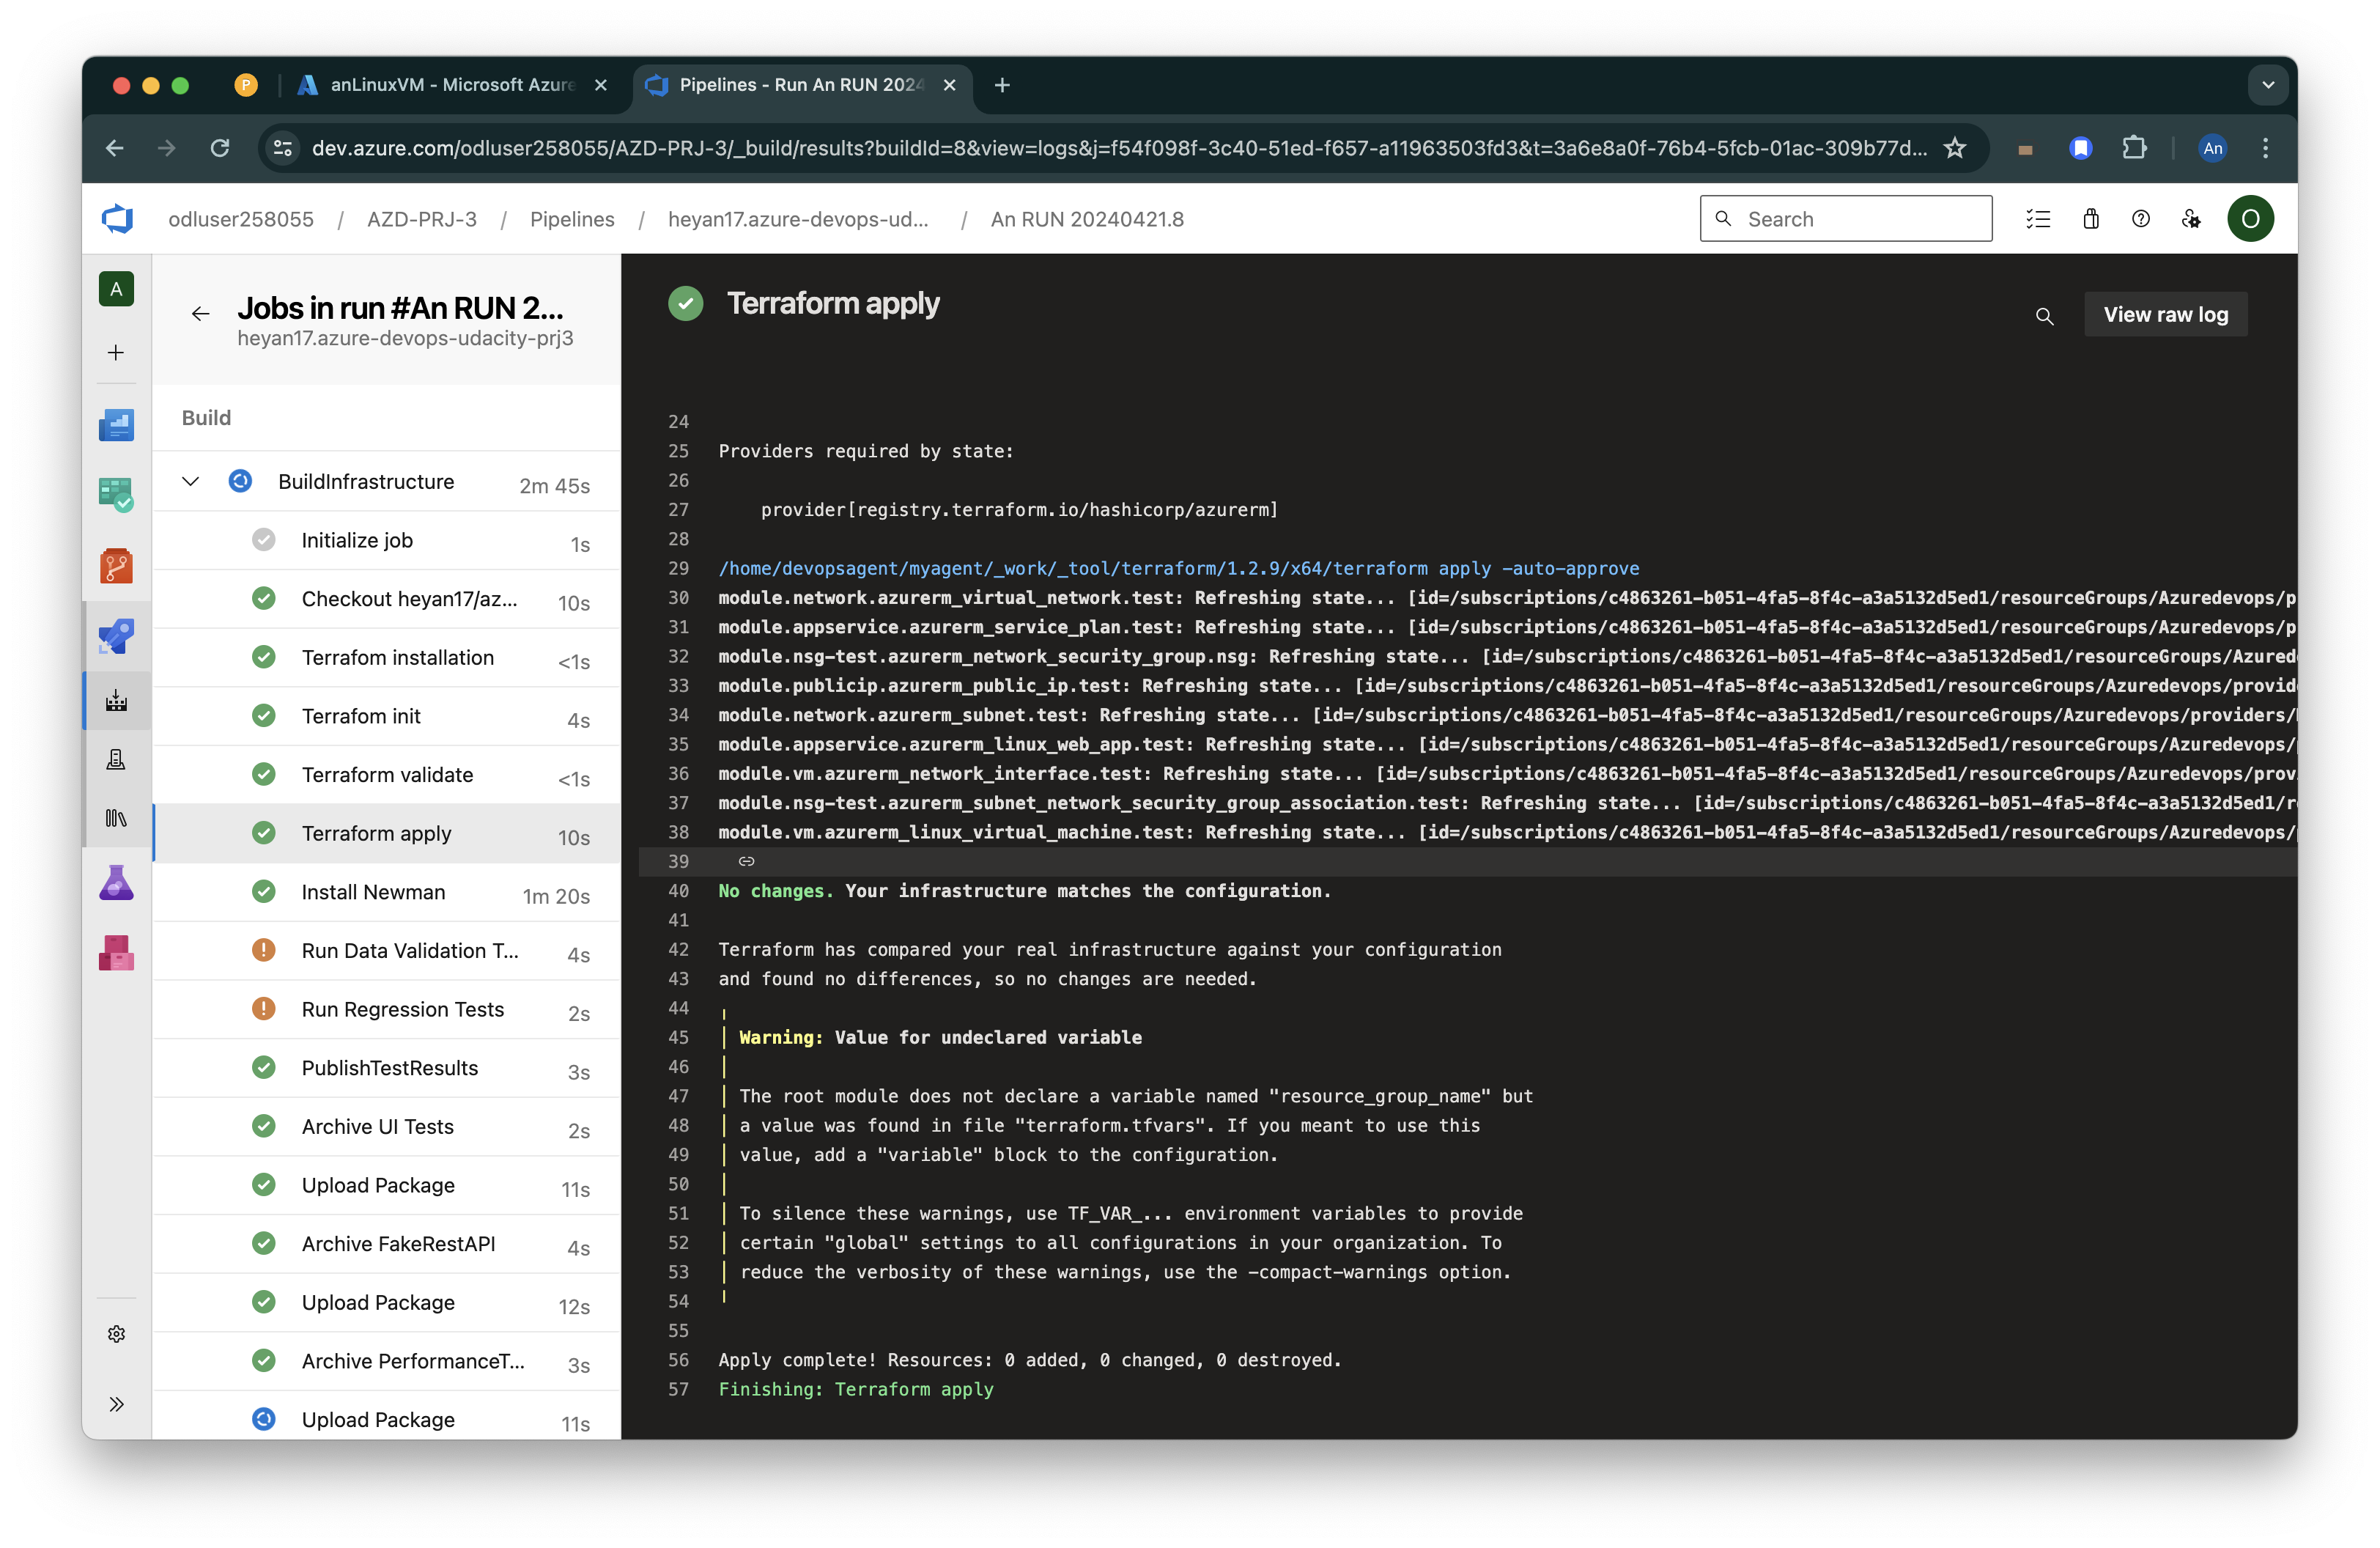 P
anLinuxVM - Microsoft Azure
Pipelines - Run An RUN 2024
dev.azure.com/odluser258055/AZD-PRJ-3/_build/results?buildId=8&view=logs&j=f54f098f-3c40-51ed-f657-a11963503fd3&t=3a6e8a0f-76b4-5fcb-01ac-309b77d...
An
odluser258055 / AZD-PRJ-3 / Pipelines / heyan17.azure-devops-ud... / An RUN 20240421.8
Search
O
A
Jobs in run #An RUN 2...
heyan17.azure-devops-udacity-prj3
Build
BuildInfrastructure 2m 45s
Initialize job 1s
Checkout heyan17/az... 10s
Terrafom installation <1s
Terrafom init 4s
Terraform validate <1s
Terraform apply 10s
Install Newman 1m 20s
Run Data Validation T... 4s
Run Regression Tests 2s
PublishTestResults 3s
Archive UI Tests 2s
Upload Package 11s
Archive FakeRestAPI 4s
Upload Package 12s
Archive PerformanceT... 3s
Upload Package 11s
Terraform apply
View raw log
24
25 Providers required by state:
26
27 provider[registry.terraform.io/hashicorp/azurerm]
28
29 /home/devopsagent/myagent/_work/_tool/terraform/1.2.9/x64/terraform apply -auto-approve
30 module.network.azurerm_virtual_network.test: Refreshing state... [id=/subscriptions/c4863261-b051-4fa5-8f4c-a3a5132d5ed1/resourceGroups/Azuredevops/p
31 module.appservice.azurerm_service_plan.test: Refreshing state... [id=/subscriptions/c4863261-b051-4fa5-8f4c-a3a5132d5ed1/resourceGroups/Azuredevops/p
32 module.nsg-test.azurerm_network_security_group.nsg: Refreshing state... [id=/subscriptions/c4863261-b051-4fa5-8f4c-a3a5132d5ed1/resourceGroups/Azured
33 module.publicip.azurerm_public_ip.test: Refreshing state... [id=/subscriptions/c4863261-b051-4fa5-8f4c-a3a5132d5ed1/resourceGroups/Azuredevops/provid
34 module.network.azurerm_subnet.test: Refreshing state... [id=/subscriptions/c4863261-b051-4fa5-8f4c-a3a5132d5ed1/resourceGroups/Azuredevops/providers/
35 module.appservice.azurerm_linux_web_app.test: Refreshing state... [id=/subscriptions/c4863261-b051-4fa5-8f4c-a3a5132d5ed1/resourceGroups/Azuredevops/
36 module.vm.azurerm_network_interface.test: Refreshing state... [id=/subscriptions/c4863261-b051-4fa5-8f4c-a3a5132d5ed1/resourceGroups/Azuredevops/prov
37 module.nsg-test.azurerm_subnet_network_security_group_association.test: Refreshing state... [id=/subscriptions/c4863261-b051-4fa5-8f4c-a3a5132d5ed1/r
38 module.vm.azurerm_linux_virtual_machine.test: Refreshing state... [id=/subscriptions/c4863261-b051-4fa5-8f4c-a3a5132d5ed1/resourceGroups/Azuredevops/
39
40 No changes. Your infrastructure matches the configuration.
41
42 Terraform has compared your real infrastructure against your configuration
43 and found no differences, so no changes are needed.
44
45 Warning: Value for undeclared variable
46
47 The root module does not declare a variable named "resource_group_name" but
48 a value was found in file "terraform.tfvars". If you meant to use this
49 value, add a "variable" block to the configuration.
50
51 To silence these warnings, use TF_VAR_... environment variables to provide
52 certain "global" settings to all configurations in your organization. To
53 reduce the verbosity of these warnings, use the -compact-warnings option.
54
55
56 Apply complete! Resources: 0 added, 0 changed, 0 destroyed.
57 Finishing: Terraform apply